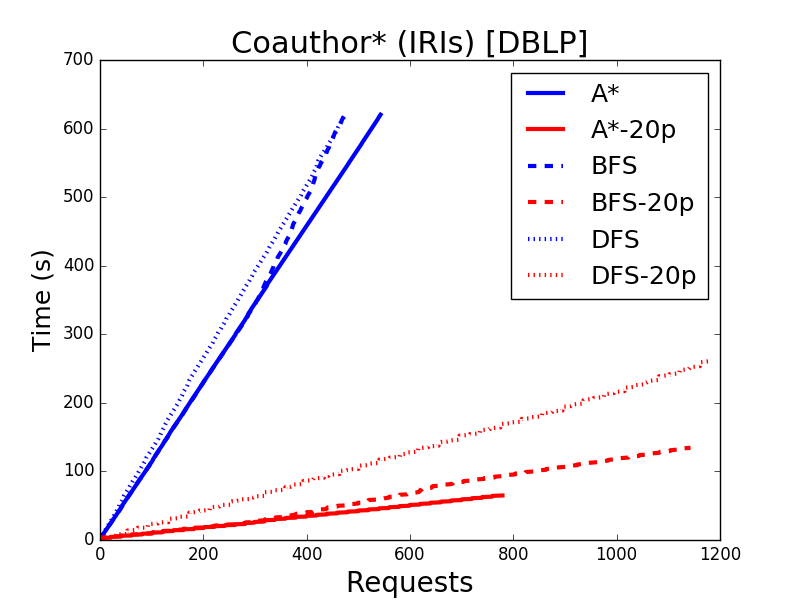 Coauthor* (IRIs) [DBLP]
700
600
500
400
300
200
100
0
Time (s)
A*
A*-20p
BFS
BFS-20p
DFS
DFS-20p
0 200 400 600 800 1000 1200
Requests